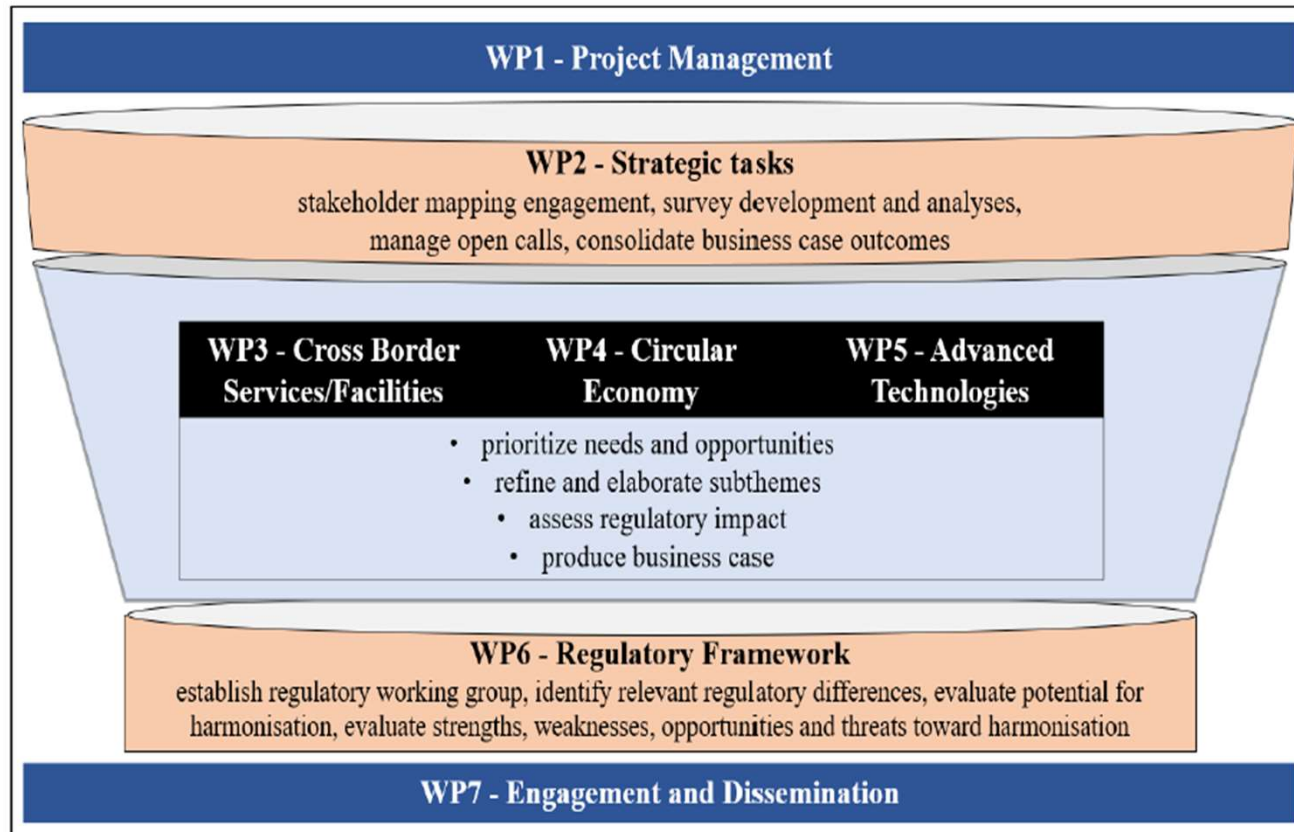 WP1 - Project Management
WP2 - Strategic tasks
stakeholder mapping engagement, survey development and analyses,
manage open calls, consolidate business case outcomes
WP3 - Cross Border
Services/Facilities
WP4 - Circular
Economy
WP5 - Advanced
Technologies
• prioritize needs and opportunities
• refine and elaborate subthemes
• assess regulatory impact
• produce business case
WP6 - Regulatory Framework
establish regulatory working group, identify relevant regulatory differences, evaluate potential for
harmonisation, evaluate strengths, weaknesses, opportunities and threats toward harmonisation
WP7 - Engagement and Dissemination